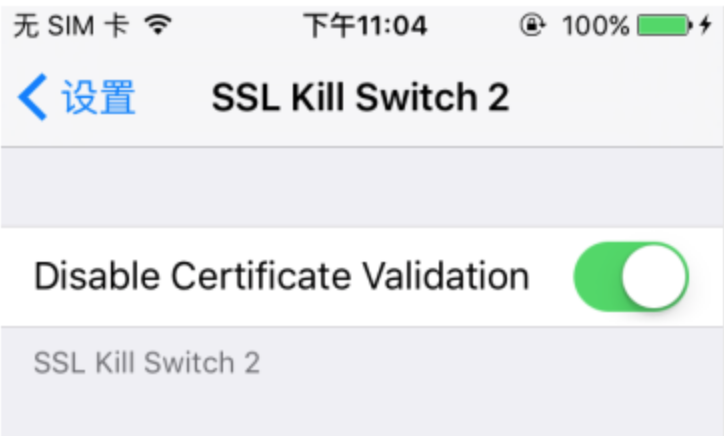 无 SIM 卡 下午11:04 100%
设置 SSL Kill Switch 2
Disable Certificate Validation
SSL Kill Switch 2